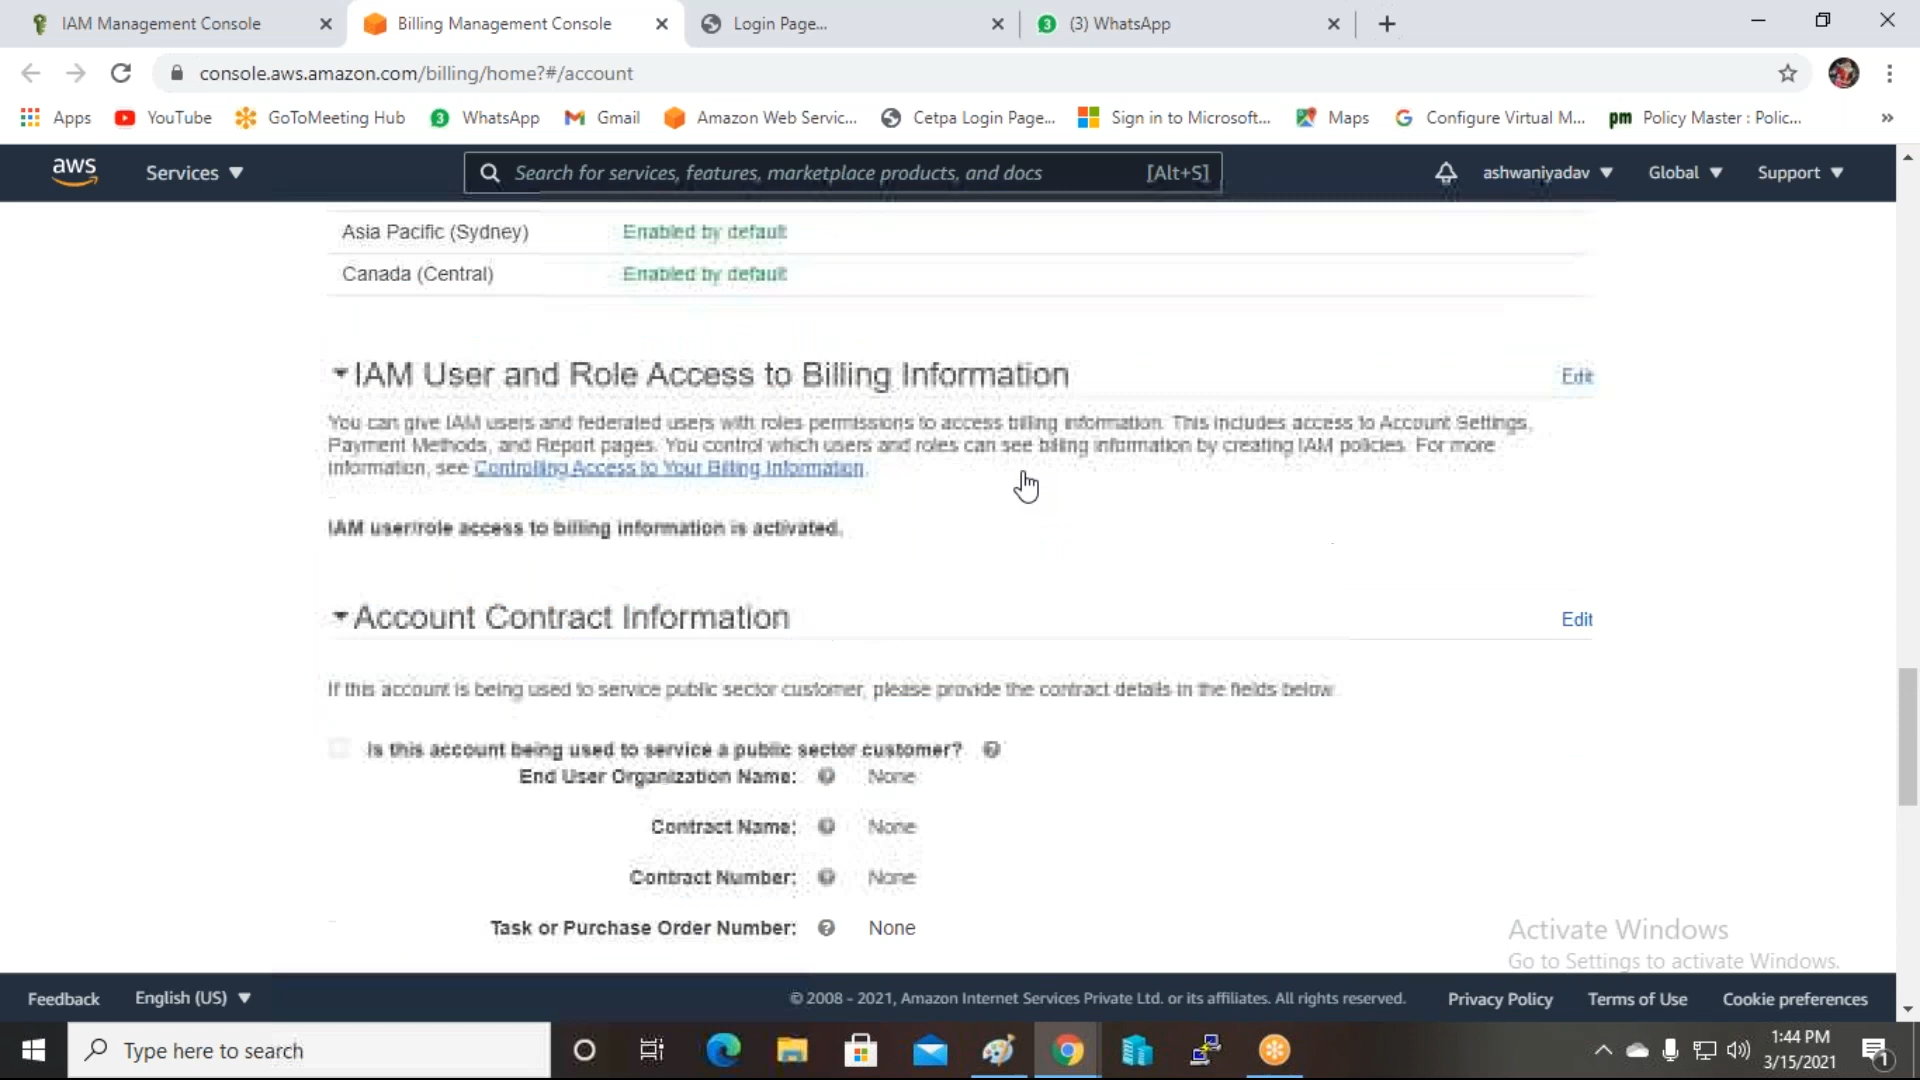 IAM Management Console
Billing Management Console
Login Page...
3 (3) WhatsApp
console.aws.amazon.com/billing/home?#/account
Apps YouTube GoToMeeting Hub 3 WhatsApp Gmail Amazon Web Servic... Cetpa Login Page... Sign in to Microsoft... Maps Configure Virtual M... pm Policy Master : Polic... »
aws Services Search for services, features, marketplace products, and docs [Alt+S] ashwaniyadav Global Support
Asia Pacific (Sydney) Enabled by default
Canada (Central) Enabled by default
IAM User and Role Access to Billing Information Edit
You can give IAM users and federated users with roles permissions to access billing information. This includes access to Account Settings,
Payment Methods, and Report pages. You control which users and roles can see billing information by creating IAM policies. For more
information, see Controlling Access to Your Billing Information.
IAM user/role access to billing information is activated.
Account Contract Information Edit
If this account is being used to service public sector customer, please provide the contract details in the fields below
Is this account being used to service a public sector customer? ?
End User Organization Name: ? None
Contract Name: ? None
Contract Number: ? None
Task or Purchase Order Number: ? None
Activate Windows
Go to Settings to activate Windows.
Feedback English (US) © 2008 - 2021, Amazon Internet Services Private Ltd. or its affiliates. All rights reserved. Privacy Policy Terms of Use Cookie preferences
Type here to search
1:44 PM
3/15/2021
1